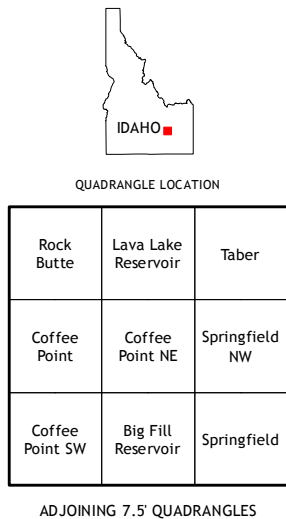 IDAHO
QUADRANGLE LOCATION
Rock
Butte
Lava Lake
Reservoir
Taber
Coffee
Point
Coffee
Point NE
Springfield
NW
Coffee
Point SW
Big Fill
Reservoir
Springfield
ADJOINING 7.5' QUADRANGLES